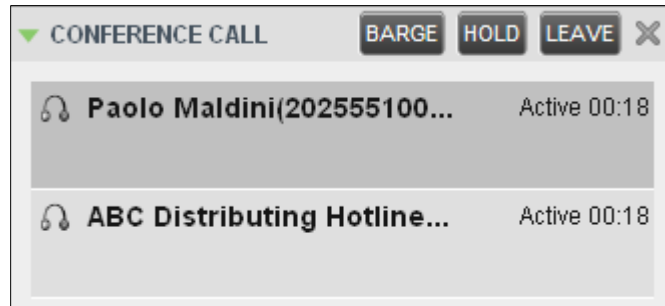 CONFERENCE CALL BARGE HOLD LEAVE
Paolo Maldini(202555100... Active 00:18
ABC Distributing Hotline... Active 00:18